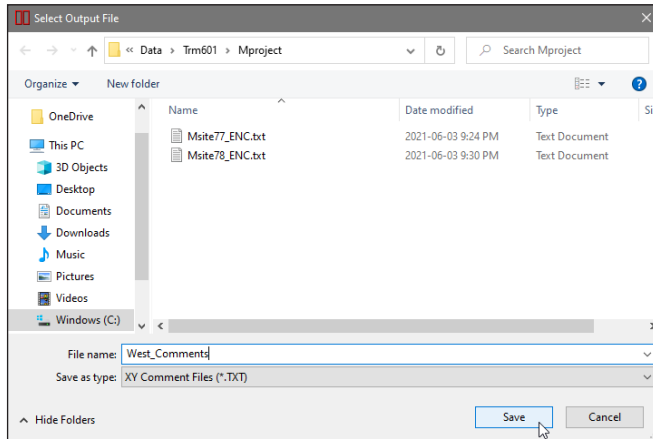 Select Output File
« Data › Trm601 › Mproject
Search Mproject
Organize
New folder
Name Date modified Type Si
Msite77_ENC.txt 2021-06-03 9:24 PM Text Document
Msite78_ENC.txt 2021-06-03 9:30 PM Text Document
OneDrive
This PC
3D Objects
Desktop
Documents
Downloads
Music
Pictures
Videos
Windows (C:)
File name: West_Comments
Save as type: XY Comment Files (*.TXT)
Hide Folders
Save
Cancel